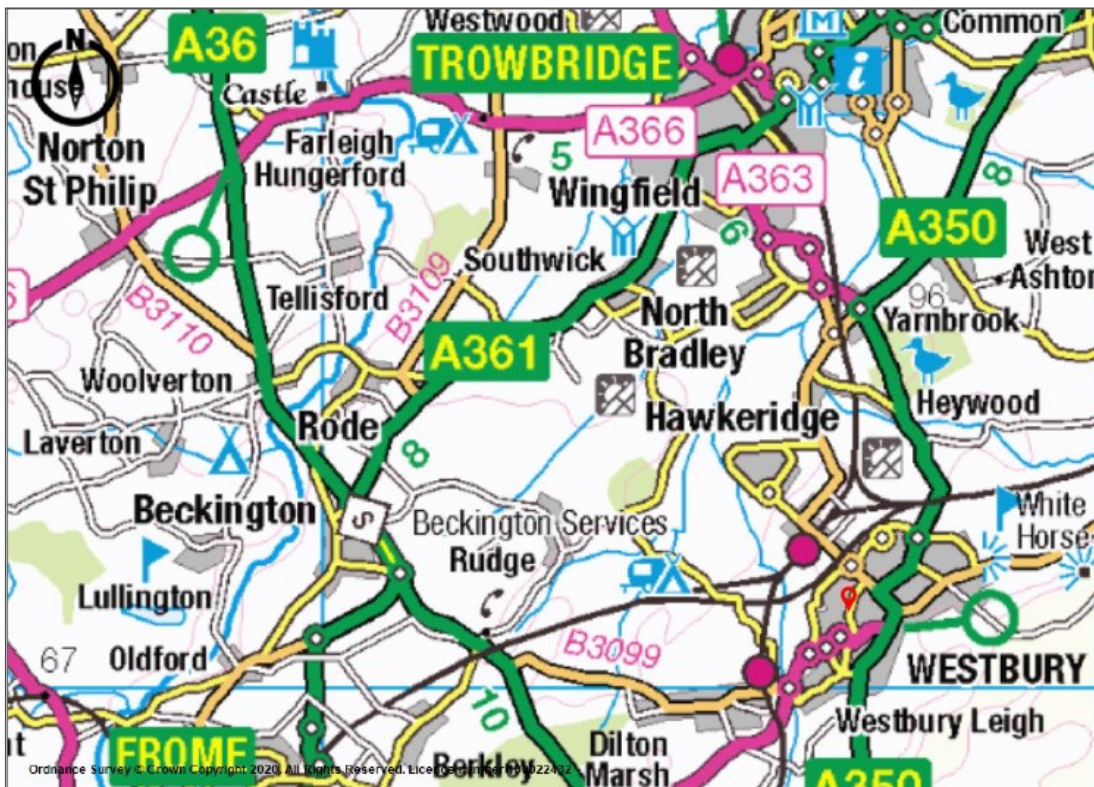 Westwood
Common
A36
N
TROWBRIDGE
Castle
A366
Norton
St Philip
Farleigh
Hungerford
5
Wingfield
A363
8
A350
6
West
Ashton
Southwick
B3109
Tellisford
B3110
96
North
Bradley
Yarnbrook
A361
Woolverton
Hawkeridge
Heywood
Rode
Laverton
8
Beckington
S
Beckington Services
Rudge
White
Horse
Lullington
B3099
67
Oldford
WESTBURY
10
Westbury Leigh
FROME
Berkley
Dilton
Marsh
A350
Ordnance Survey © Crown Copyright 2020. All Rights Reserved.